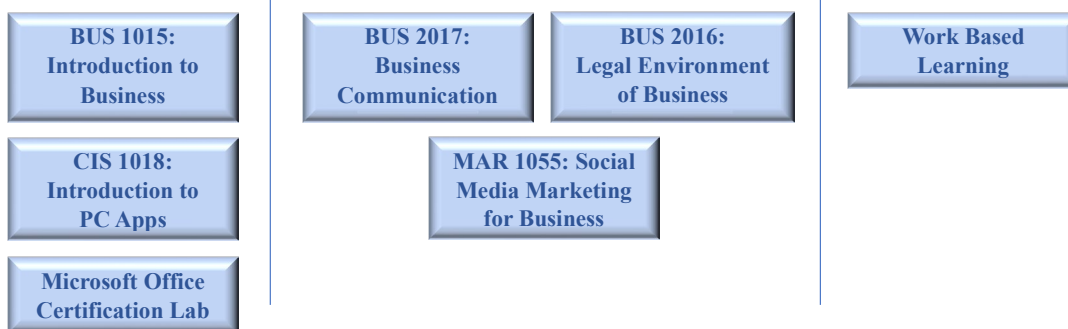 BUS 1015:
Introduction to
Business
CIS 1018:
Introduction to
PC Apps
Microsoft Office
Certification Lab
BUS 2017:
Business
Communication
BUS 2016:
Legal Environment
of Business
MAR 1055: Social
Media Marketing
for Business
Work Based
Learning